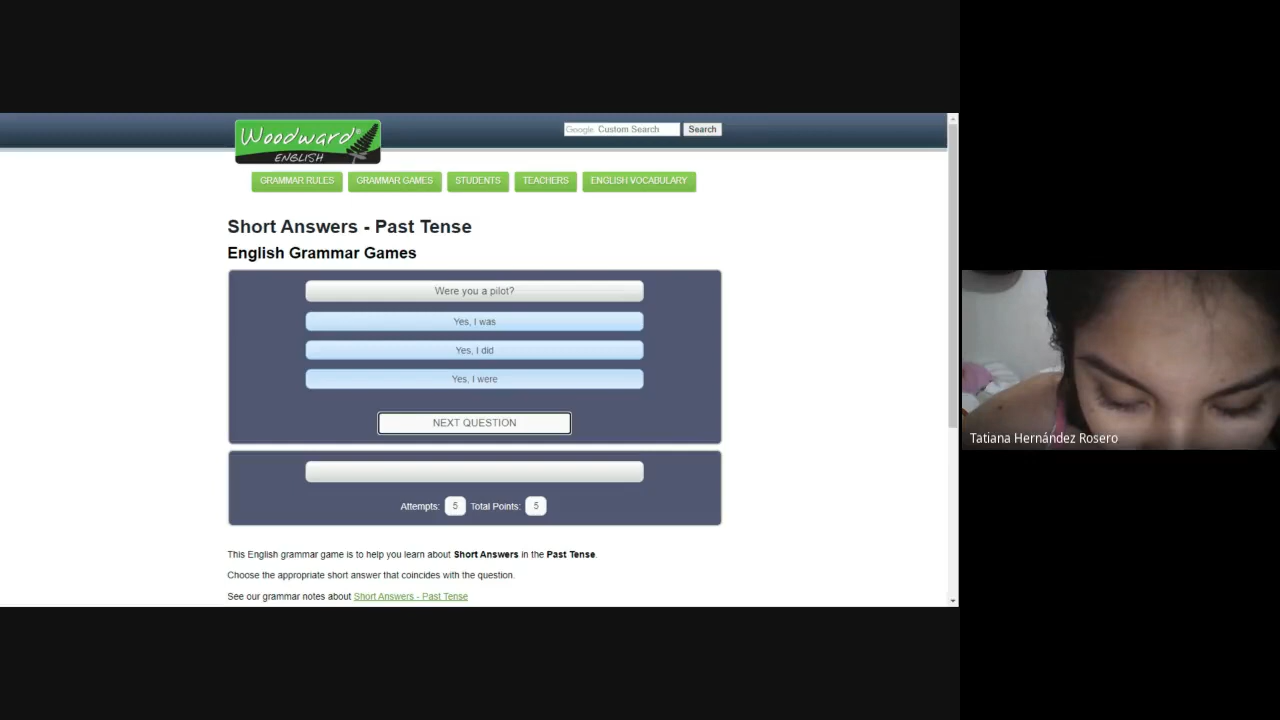 Woodward®
ENGLISH
Google Custom Search
Search
GRAMMAR RULES
GRAMMAR GAMES
STUDENTS
TEACHERS
ENGLISH VOCABULARY
Short Answers - Past Tense
English Grammar Games
Were you a pilot?
Yes, I was
Yes, I did
Yes, I were
NEXT QUESTION
Attempts: 5 Total Points: 5
This English grammar game is to help you learn about Short Answers in the Past Tense.
Choose the appropriate short answer that coincides with the question.
See our grammar notes about Short Answers - Past Tense
Tatiana Hernández Rosero